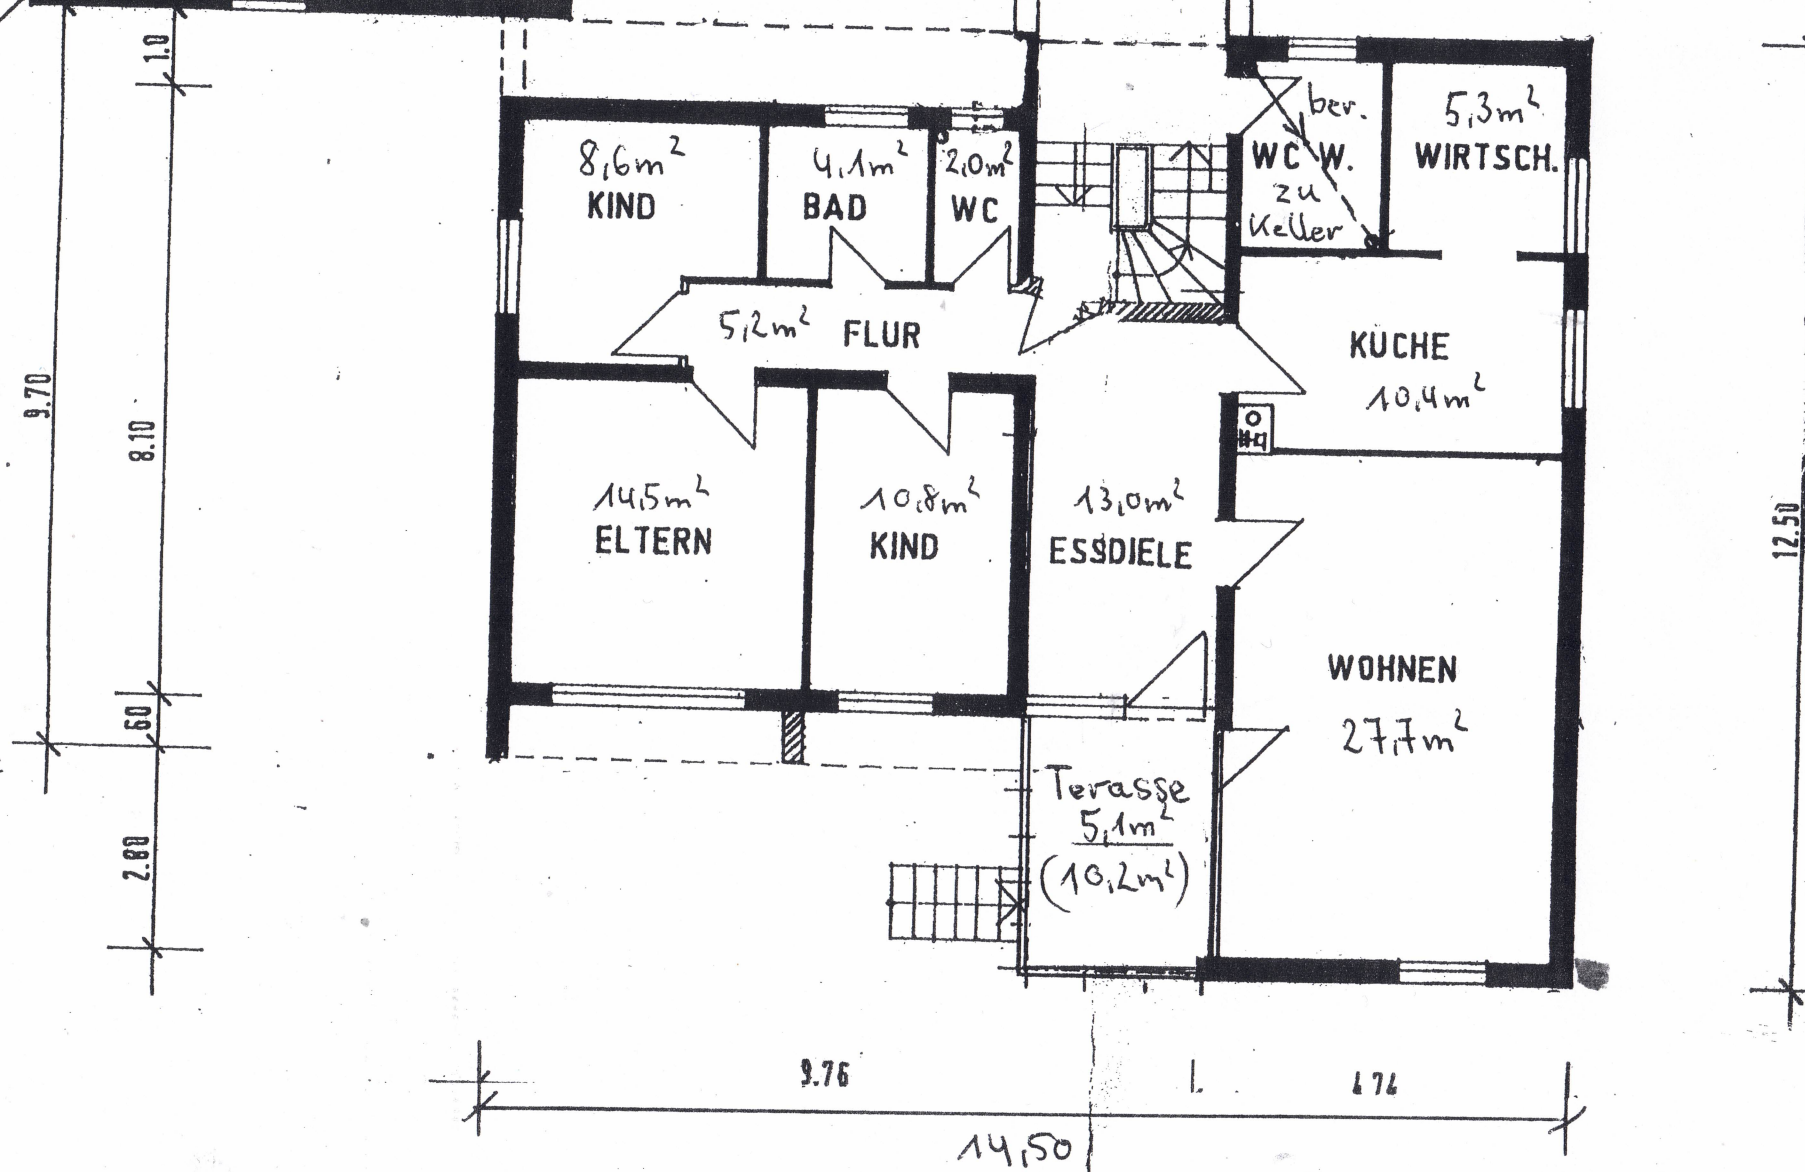 1.0
9.70
8.10
.60
2.80
8,6m²
KIND
4,1m²
BAD
2,0m²
WC
ber.
WC W.
zu
Keller
5,3m²
WIRTSCH.
5,2m² FLUR
KÜCHE
10,4m²
14,5m²
ELTERN
10,8m²
KIND
13,0m²
ESSDIELE
WOHNEN
27,7m²
Terasse
5,1m²
(10,2m²)
12.50
9.76
4 74
14,50